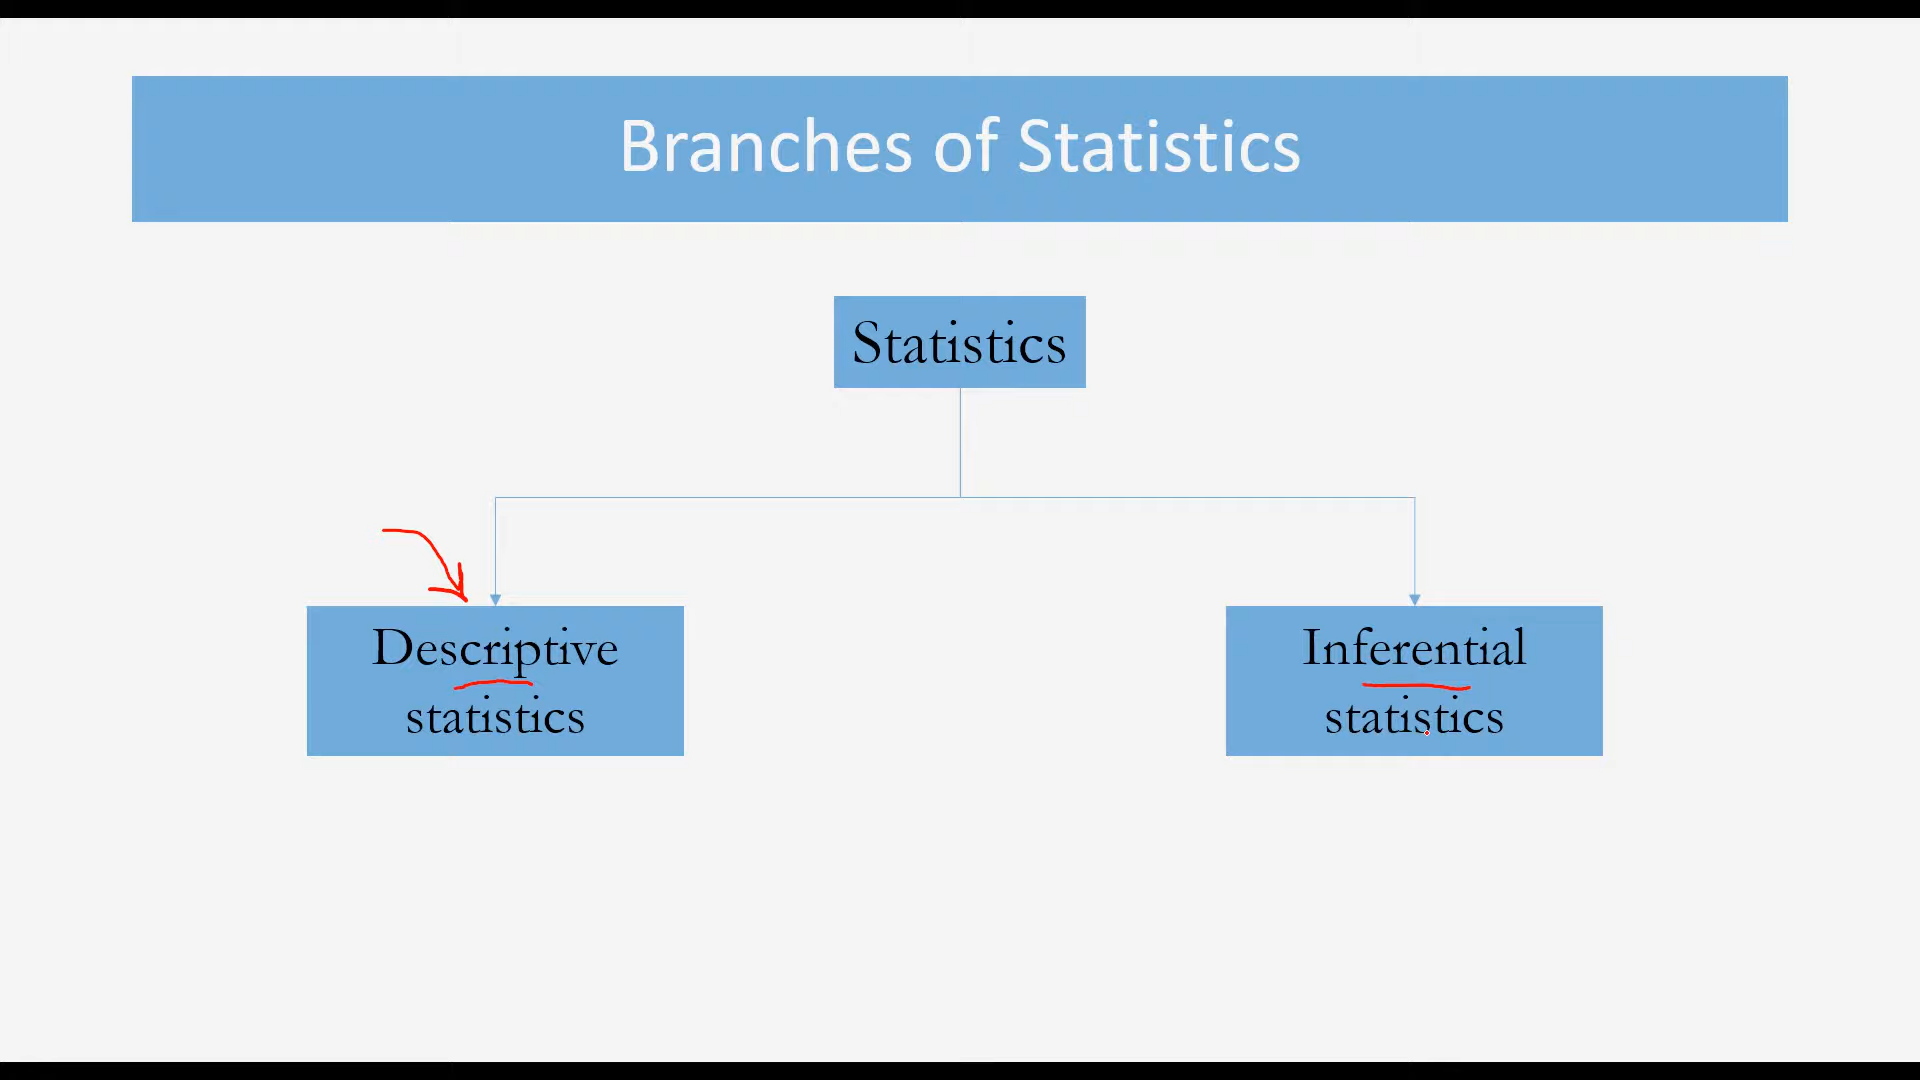 Branches of Statistics
Statistics
Descriptive
statistics
Inferential
statistics